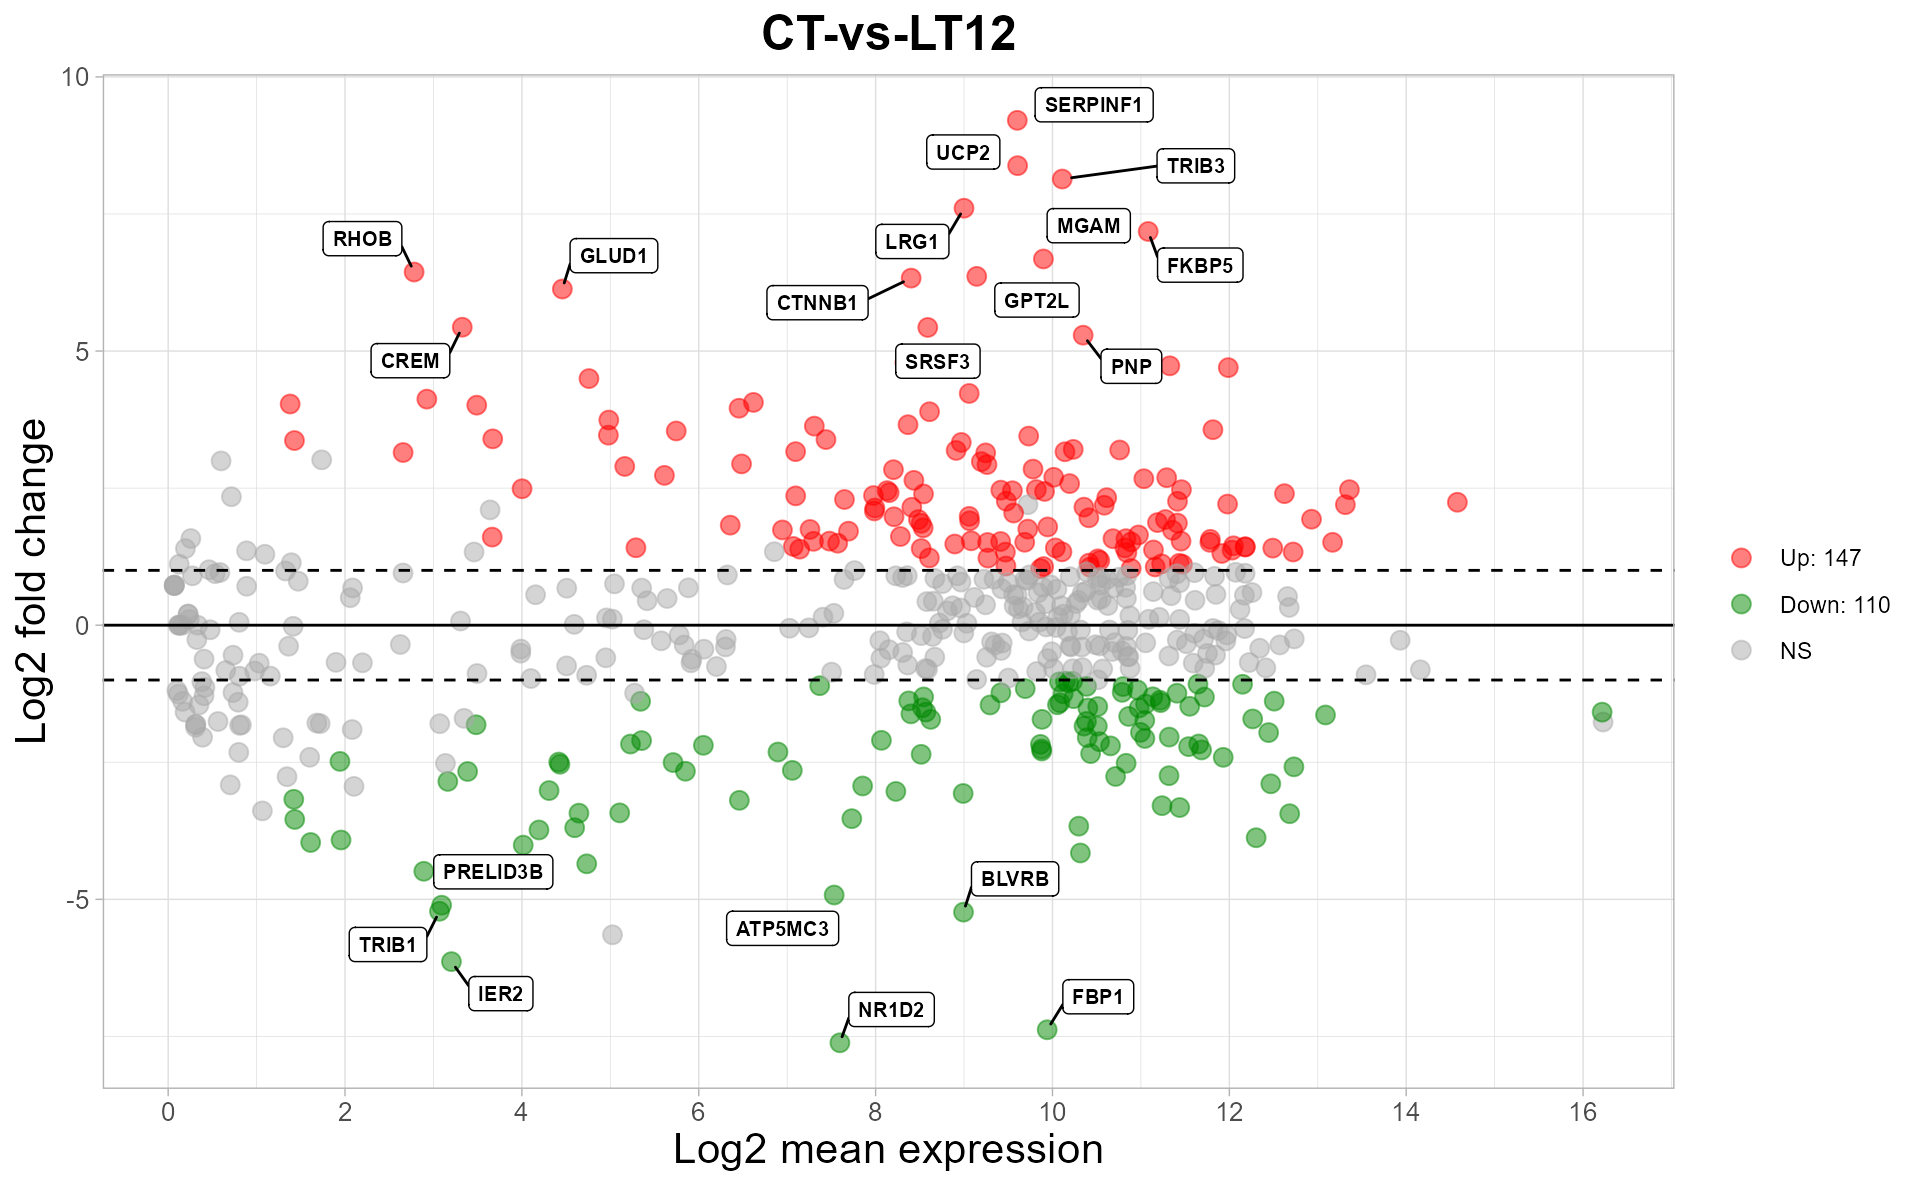 CT-vs-LT12
10
5
0
-5
Log2 fold change
SERPINF1
UCP2
TRIB3
LRG1
MGAM
FKBP5
RHOB
GLUD1
CTNNB1
GPT2L
CREM
SRSF3
PNP
PRELID3B
BLVRB
ATP5MC3
TRIB1
IER2
NR1D2
FBP1
Up: 147
Down: 110
NS
0 2 4 6 8 10 12 14 16
Log2 mean expression